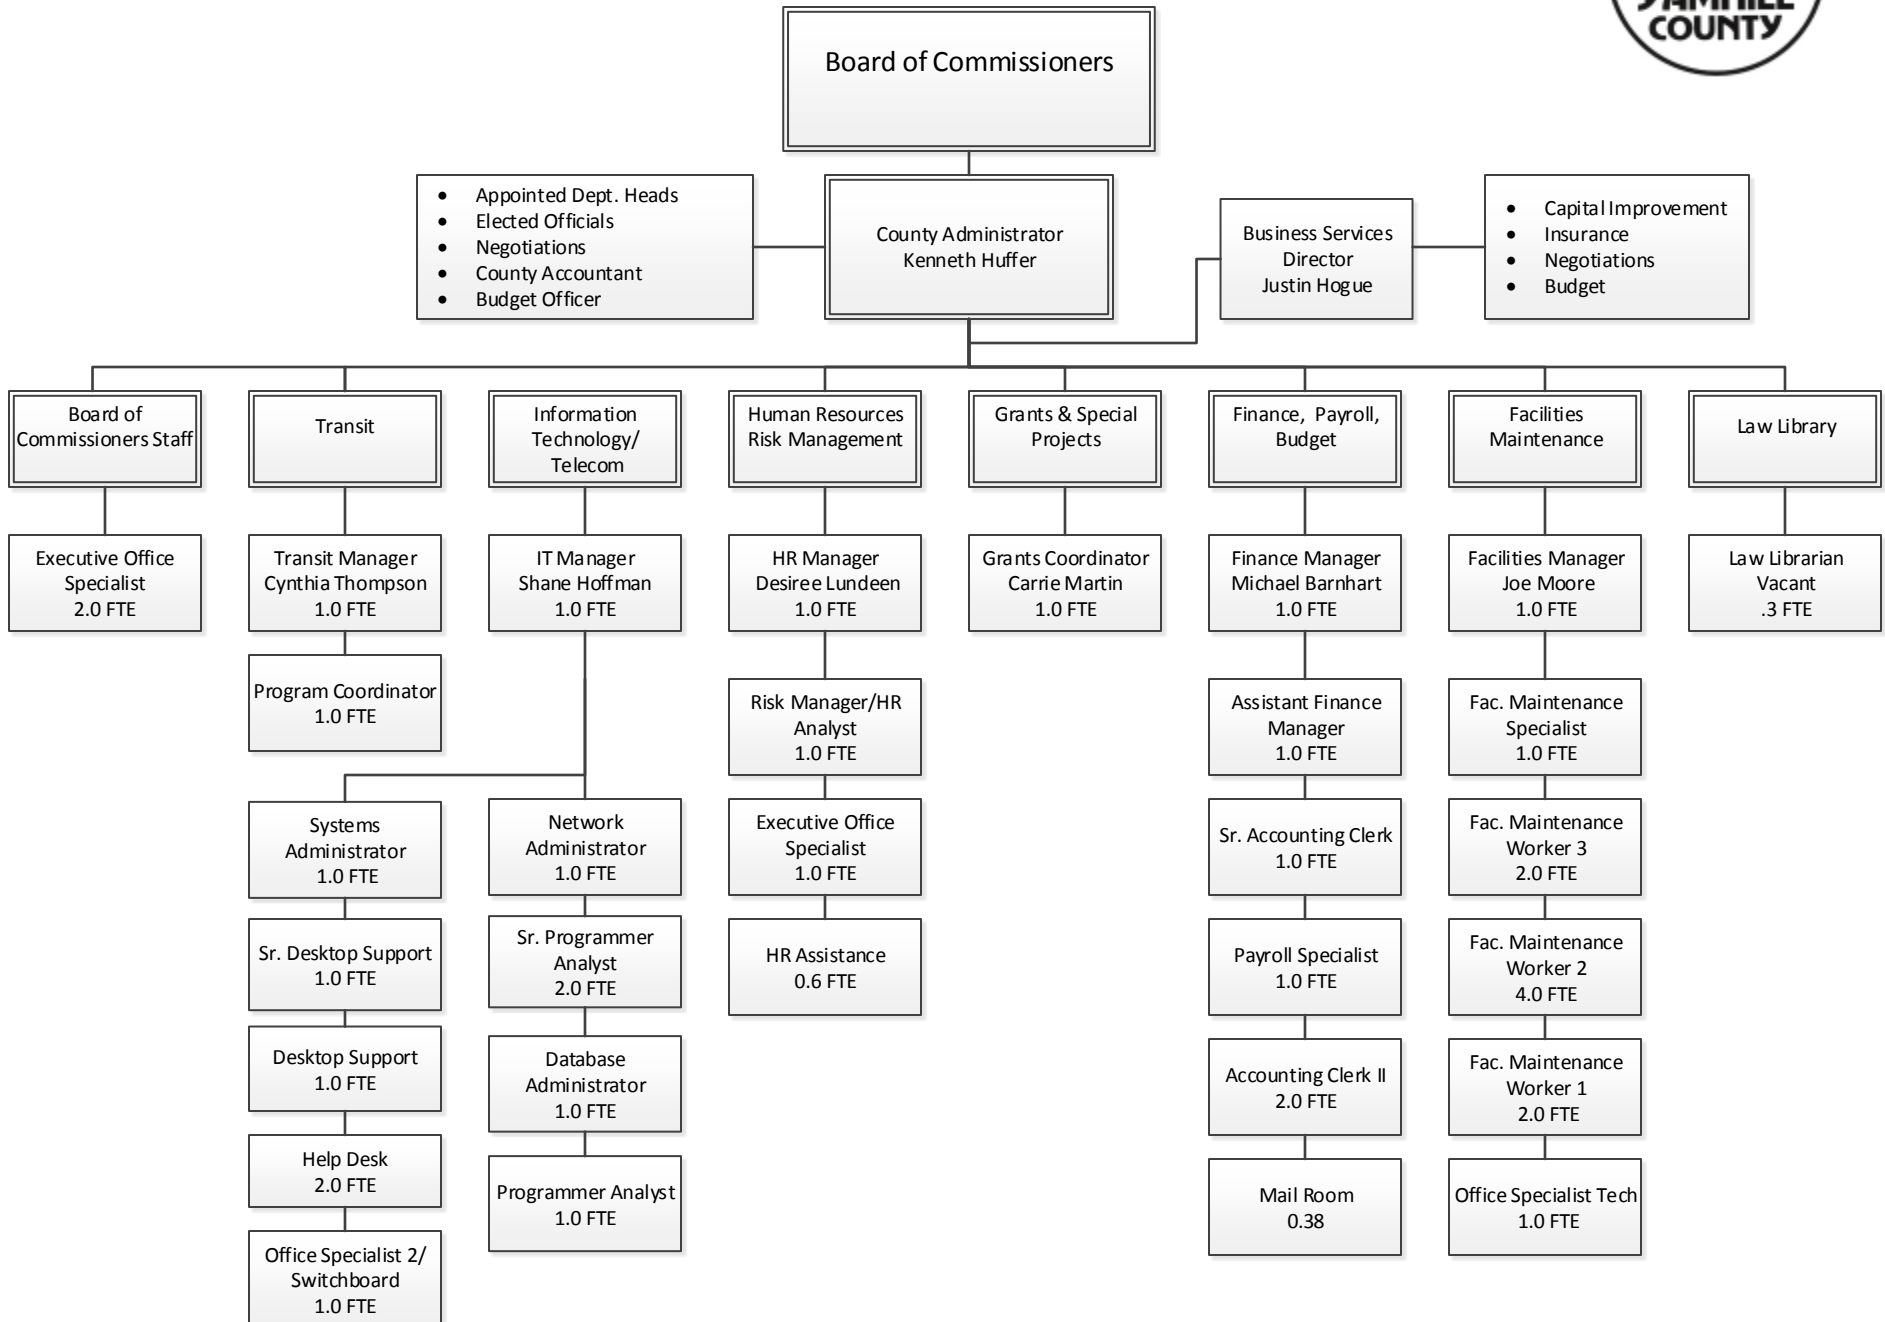 YAMHILL
COUNTY
Board of Commissioners
• Appointed Dept. Heads
• Elected Officials
• Negotiations
• County Accountant
• Budget Officer
County Administrator
Kenneth Huffer
Business Services
Director
Justin Hogue
• Capital Improvement
• Insurance
• Negotiations
• Budget
Board of
Commissioners Staff
Transit
Information
Technology/
Telecom
Human Resources
Risk Management
Grants & Special
Projects
Finance, Payroll,
Budget
Facilities
Maintenance
Law Library
Executive Office
Specialist
2.0 FTE
Transit Manager
Cynthia Thompson
1.0 FTE
IT Manager
Shane Hoffman
1.0 FTE
HR Manager
Desiree Lundeen
1.0 FTE
Grants Coordinator
Carrie Martin
1.0 FTE
Finance Manager
Michael Barnhart
1.0 FTE
Facilities Manager
Joe Moore
1.0 FTE
Law Librarian
Vacant
.3 FTE
Program Coordinator
1.0 FTE
Risk Manager/HR
Analyst
1.0 FTE
Assistant Finance
Manager
1.0 FTE
Fac. Maintenance
Specialist
1.0 FTE
Systems
Administrator
1.0 FTE
Network
Administrator
1.0 FTE
Executive Office
Specialist
1.0 FTE
Sr. Accounting Clerk
1.0 FTE
Fac. Maintenance
Worker 3
2.0 FTE
Sr. Desktop Support
1.0 FTE
Sr. Programmer
Analyst
2.0 FTE
HR Assistance
0.6 FTE
Payroll Specialist
1.0 FTE
Fac. Maintenance
Worker 2
4.0 FTE
Desktop Support
1.0 FTE
Database
Administrator
1.0 FTE
Accounting Clerk II
2.0 FTE
Fac. Maintenance
Worker 1
2.0 FTE
Help Desk
2.0 FTE
Programmer Analyst
1.0 FTE
Mail Room
0.38
Office Specialist Tech
1.0 FTE
Office Specialist 2/
Switchboard
1.0 FTE